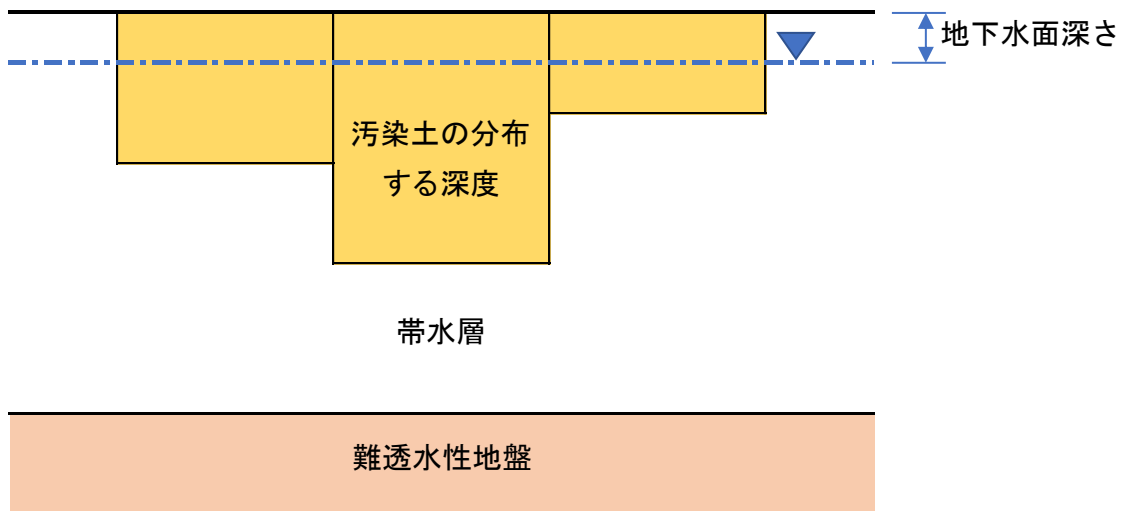 地下水面深さ
汚染土の分布
する深度
帯水層
難透水性地盤